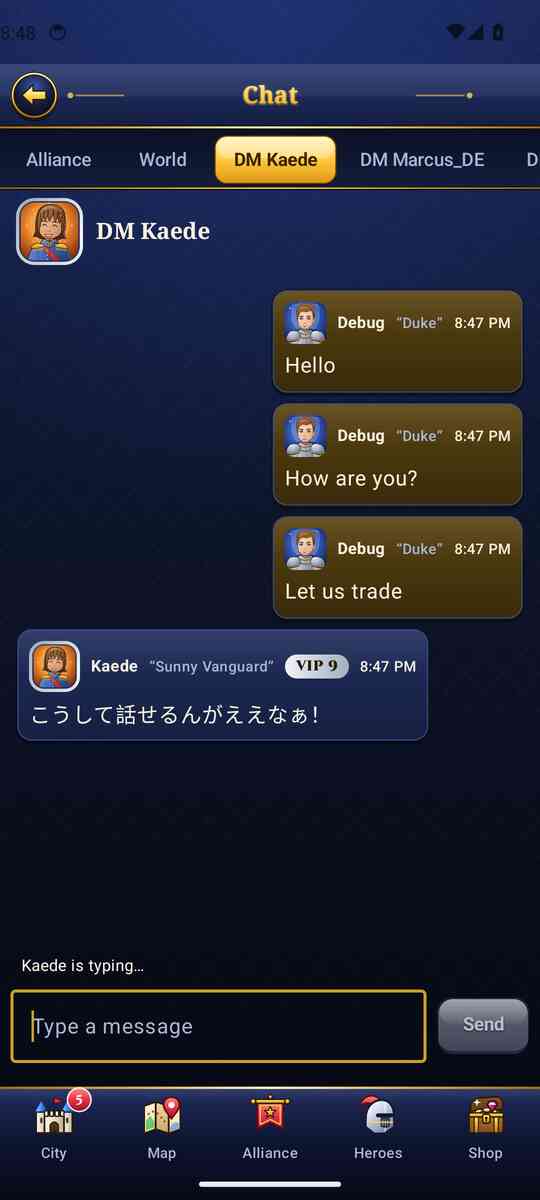 8:48
Chat
Alliance World DM Kaede DM Marcus_DE D
DM Kaede
Debug “Duke” 8:47 PM
Hello
Debug “Duke” 8:47 PM
How are you?
Debug “Duke” 8:47 PM
Let us trade
Kaede “Sunny Vanguard” VIP 9 8:47 PM
こうして話せるんがええなぁ！
Kaede is typing…
Type a message
Send
5
City Map Alliance Heroes Shop